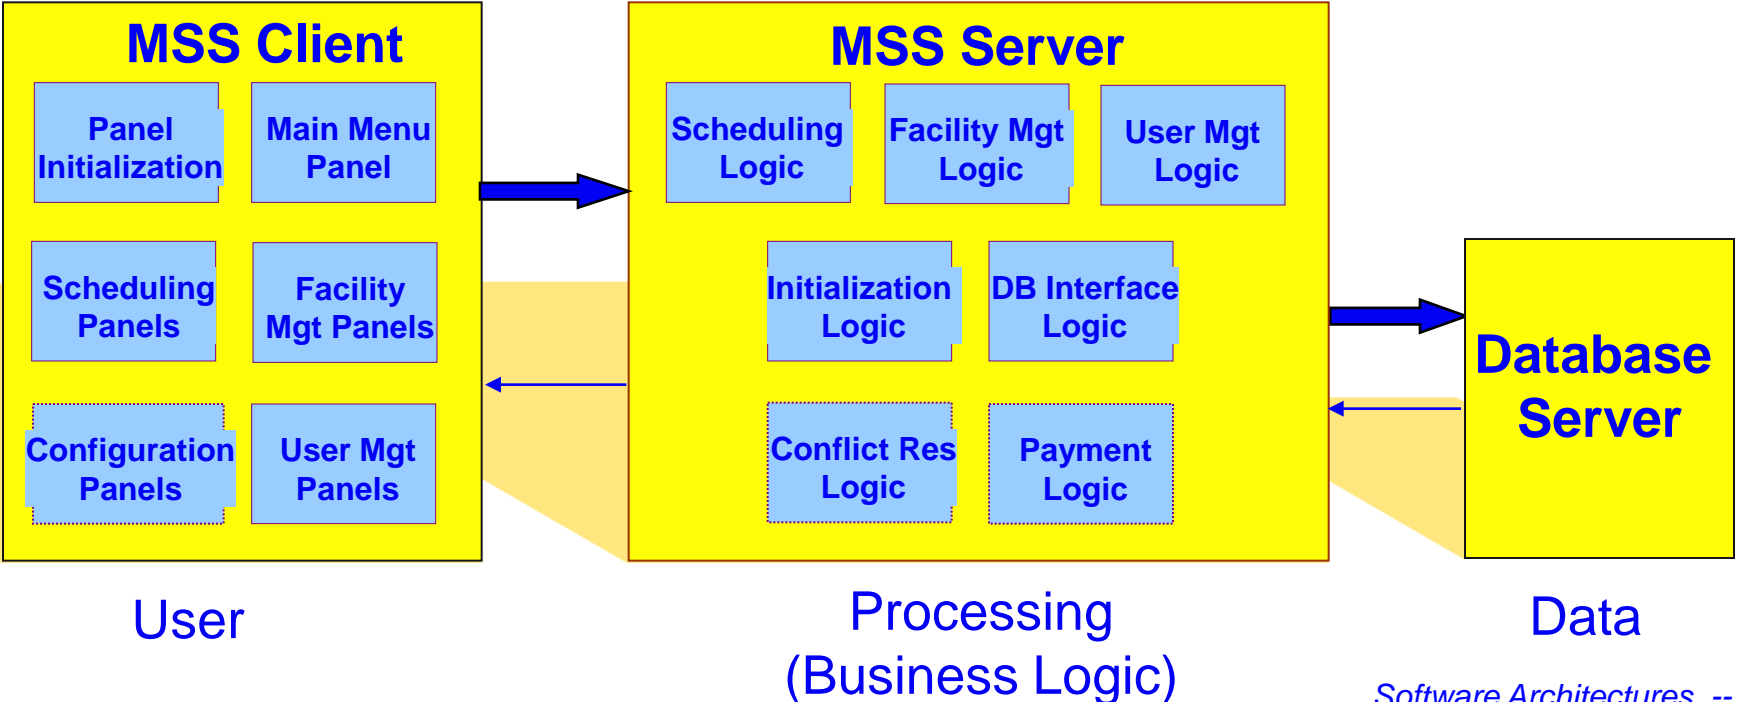 MSS Client
Panel
Initialization
Main Menu
Panel
Scheduling
Panels
Facility
Mgt Panels
Configuration
Panels
User Mgt
Panels
MSS Server
Scheduling
Logic
Facility Mgt
Logic
User Mgt
Logic
Initialization
Logic
DB Interface
Logic
Conflict Res
Logic
Payment
Logic
Database
Server
User
Processing
(Business Logic)
Data
Software Architectures --